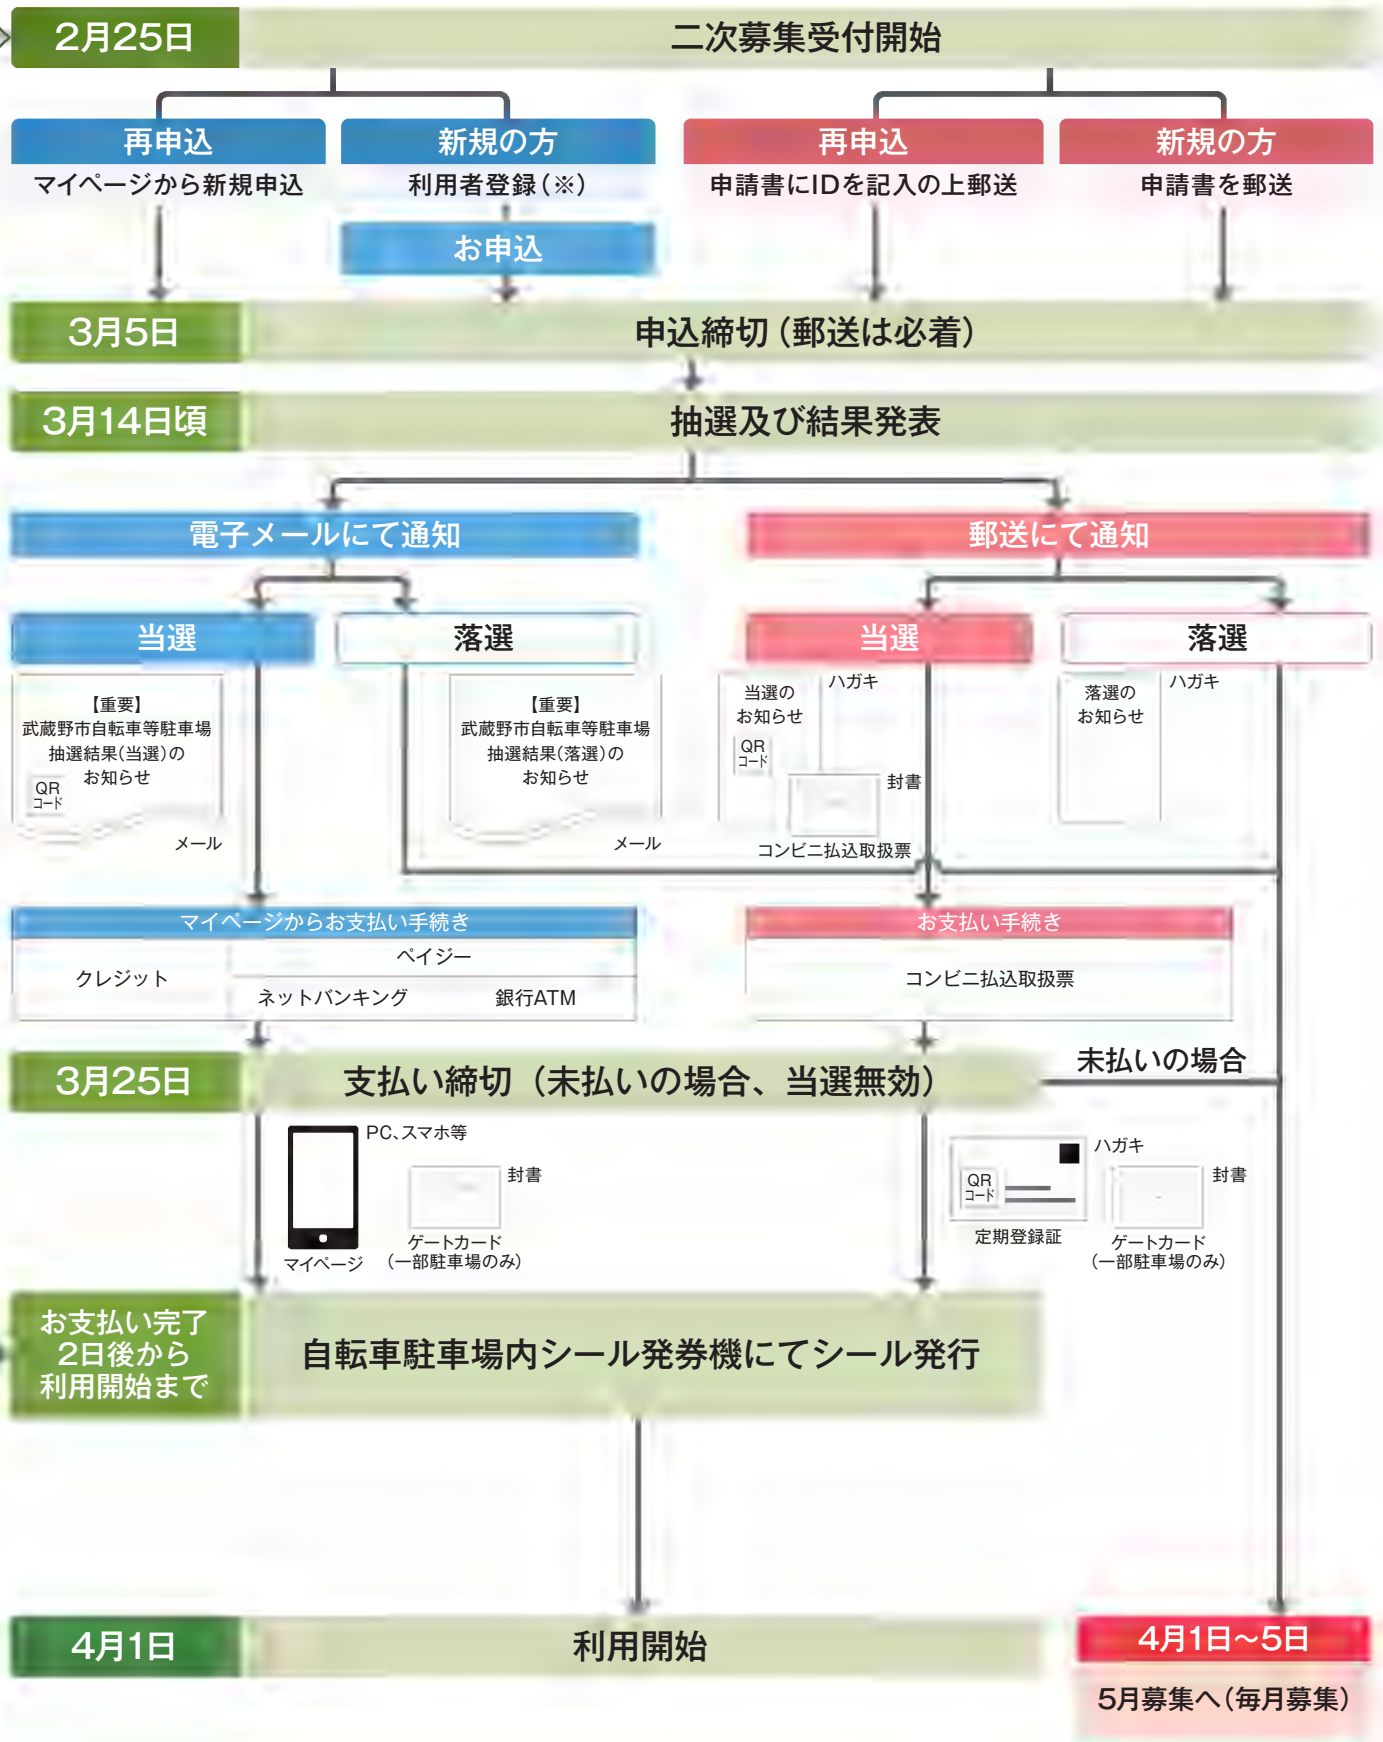 2月25日
二次募集受付開始
再申込
マイページから新規申込
新規の方
利用者登録(※)
お申込
再申込
申請書にIDを記入の上郵送
新規の方
申請書を郵送
3月5日
申込締切(郵送は必着)
3月14日頃
抽選及び結果発表
電子メールにて通知
郵送にて通知
当選
落選
当選
落選
【重要】
武蔵野市自転車等駐車場
抽選結果(当選)の
お知らせ
QR
コード
メール
【重要】
武蔵野市自転車等駐車場
抽選結果(落選)の
お知らせ
メール
当選の
お知らせ
QR
コード
ハガキ
封書
コンビニ払込取扱票
落選の
お知らせ
ハガキ
マイページからお支払い手続き
クレジット
ペイジー
ネットバンキング
銀行ATM
お支払い手続き
コンビニ払込取扱票
3月25日
支払い締切(未払いの場合、当選無効)
未払いの場合
PC、スマホ等
マイページ
封書
ゲートカード
(一部駐車場のみ)
QR
コード
ハガキ
定期登録証
封書
ゲートカード
(一部駐車場のみ)
お支払い完了
2日後から
利用開始まで
自転車駐車場内シール発券機にてシール発行
4月1日
利用開始
4月1日〜5日
5月募集へ(毎月募集)